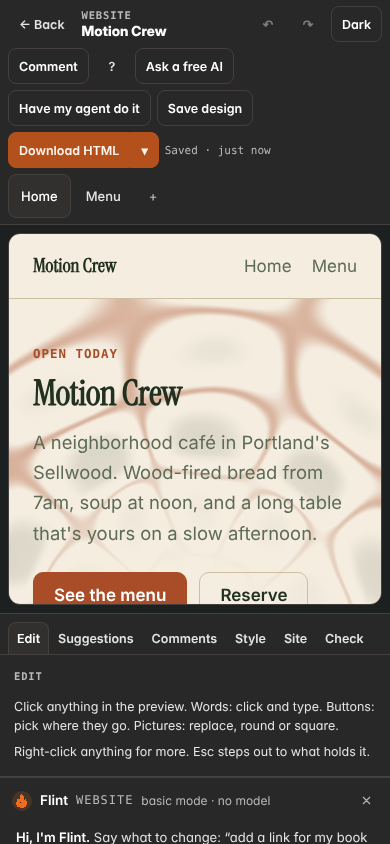 ← Back
WEBSITE
Motion Crew
↶
↷
Dark
Comment
?
Ask a free AI
Have my agent do it
Save design
Download HTML
▾
Saved · just now
Home
Menu
+
Motion Crew
Home
Menu
OPEN TODAY
Motion Crew
A neighborhood café in Portland's
Sellwood. Wood-fired bread from
7am, soup at noon, and a long table
that's yours on a slow afternoon.
See the menu
Reserve
Edit
Suggestions
Comments
Style
Site
Check
EDIT
Click anything in the preview. Words: click and type. Buttons:
pick where they go. Pictures: replace, round or square.
Right-click anything for more. Esc steps out to what holds it.
Flint
WEBSITE
basic mode · no model
×
Hi, I'm Flint. Say what to change: “add a link for my book